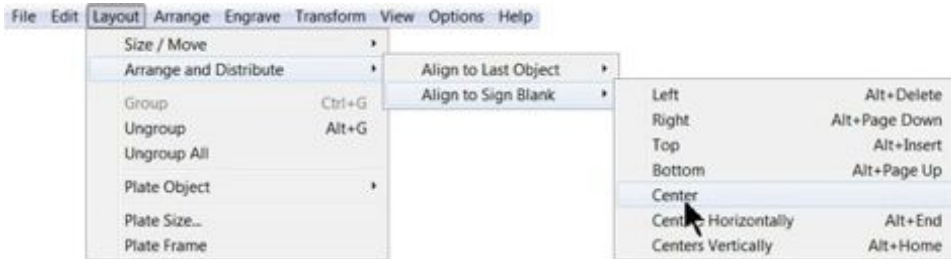 File Edit Layout Arrange Engrave Transform View Options Help
Size / Move
Arrange and Distribute
Group Ctrl+G
Ungroup Alt+G
Ungroup All
Plate Object
Plate Size...
Plate Frame
Align to Last Object
Align to Sign Blank
Left Alt+Delete
Right Alt+Page Down
Top Alt+Insert
Bottom Alt+Page Up
Center
Horizontally Alt+End
Centers Vertically Alt+Home